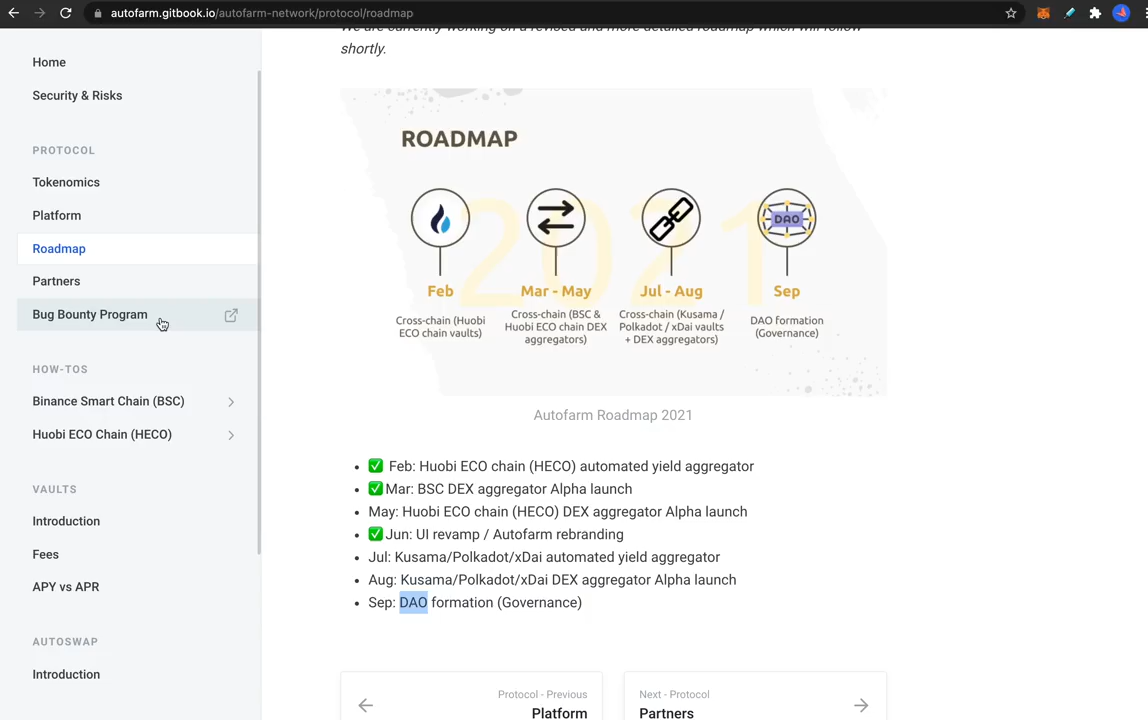 autofarm.gitbook.io/autofarm-network/protocol/roadmap
Home
Security & Risks
PROTOCOL
Tokenomics
Platform
Roadmap
Partners
Bug Bounty Program
HOW-TOS
Binance Smart Chain (BSC)
Huobi ECO Chain (HECO)
VAULTS
Introduction
Fees
APY vs APR
AUTOSWAP
Introduction
We are currently working on a revised and more detailed roadmap which will follow
shortly.
ROADMAP
2021
DAO
Feb
Cross-chain (Huobi
ECO chain vaults)
Mar - May
Cross-chain (BSC &
Huobi ECO chain DEX
aggregators)
Jul - Aug
Cross-chain (Kusama /
Polkadot / xDai vaults
+ DEX aggregators)
Sep
DAO formation
(Governance)
Autofarm Roadmap 2021
• ✅ Feb: Huobi ECO chain (HECO) automated yield aggregator
• ✅ Mar: BSC DEX aggregator Alpha launch
• May: Huobi ECO chain (HECO) DEX aggregator Alpha launch
• ✅ Jun: UI revamp / Autofarm rebranding
• Jul: Kusama/Polkadot/xDai automated yield aggregator
• Aug: Kusama/Polkadot/xDai DEX aggregator Alpha launch
• Sep: DAO formation (Governance)
Protocol - Previous
Platform
Next - Protocol
Partners